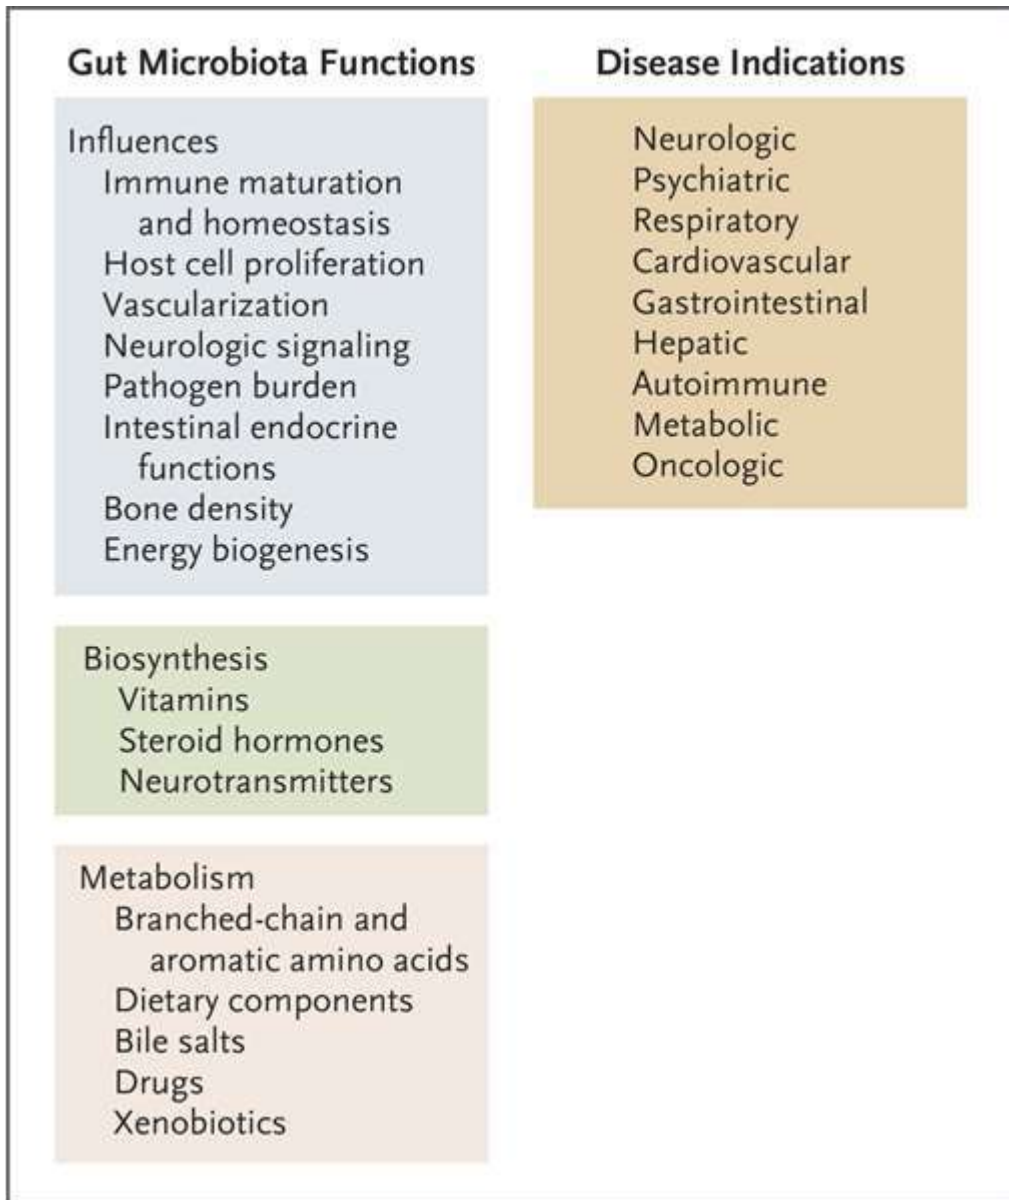 Gut Microbiota Functions
Influences
Immune maturation
and homeostasis
Host cell proliferation
Vascularization
Neurologic signaling
Pathogen burden
Intestinal endocrine
functions
Bone density
Energy biogenesis
Biosynthesis
Vitamins
Steroid hormones
Neurotransmitters
Metabolism
Branched-chain and
aromatic amino acids
Dietary components
Bile salts
Drugs
Xenobiotics
Disease Indications
Neurologic
Psychiatric
Respiratory
Cardiovascular
Gastrointestinal
Hepatic
Autoimmune
Metabolic
Oncologic